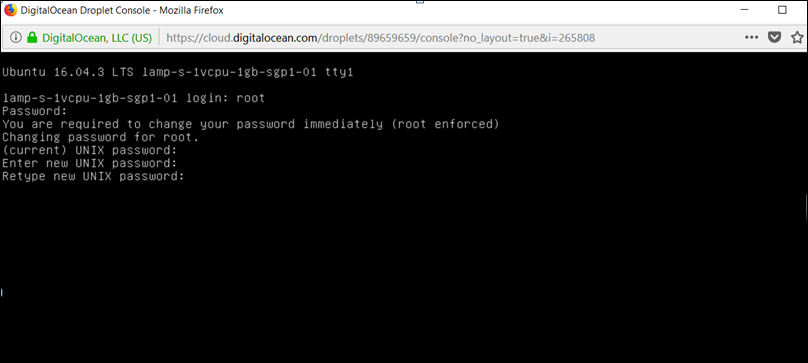 DigitalOcean Droplet Console - Mozilla Firefox
DigitalOcean, LLC (US) https://cloud.digitalocean.com/droplets/89659659/console?no_layout=true&i=265808
Ubuntu 16.04.3 LTS lamp-s-1vcpu-1gb-sgp1-01 tty1
lamp-s-1vcpu-1gb-sgp1-01 login: root
Password:
You are required to change your password immediately (root enforced)
Changing password for root.
(current) UNIX password:
Enter new UNIX password:
Retype new UNIX password: